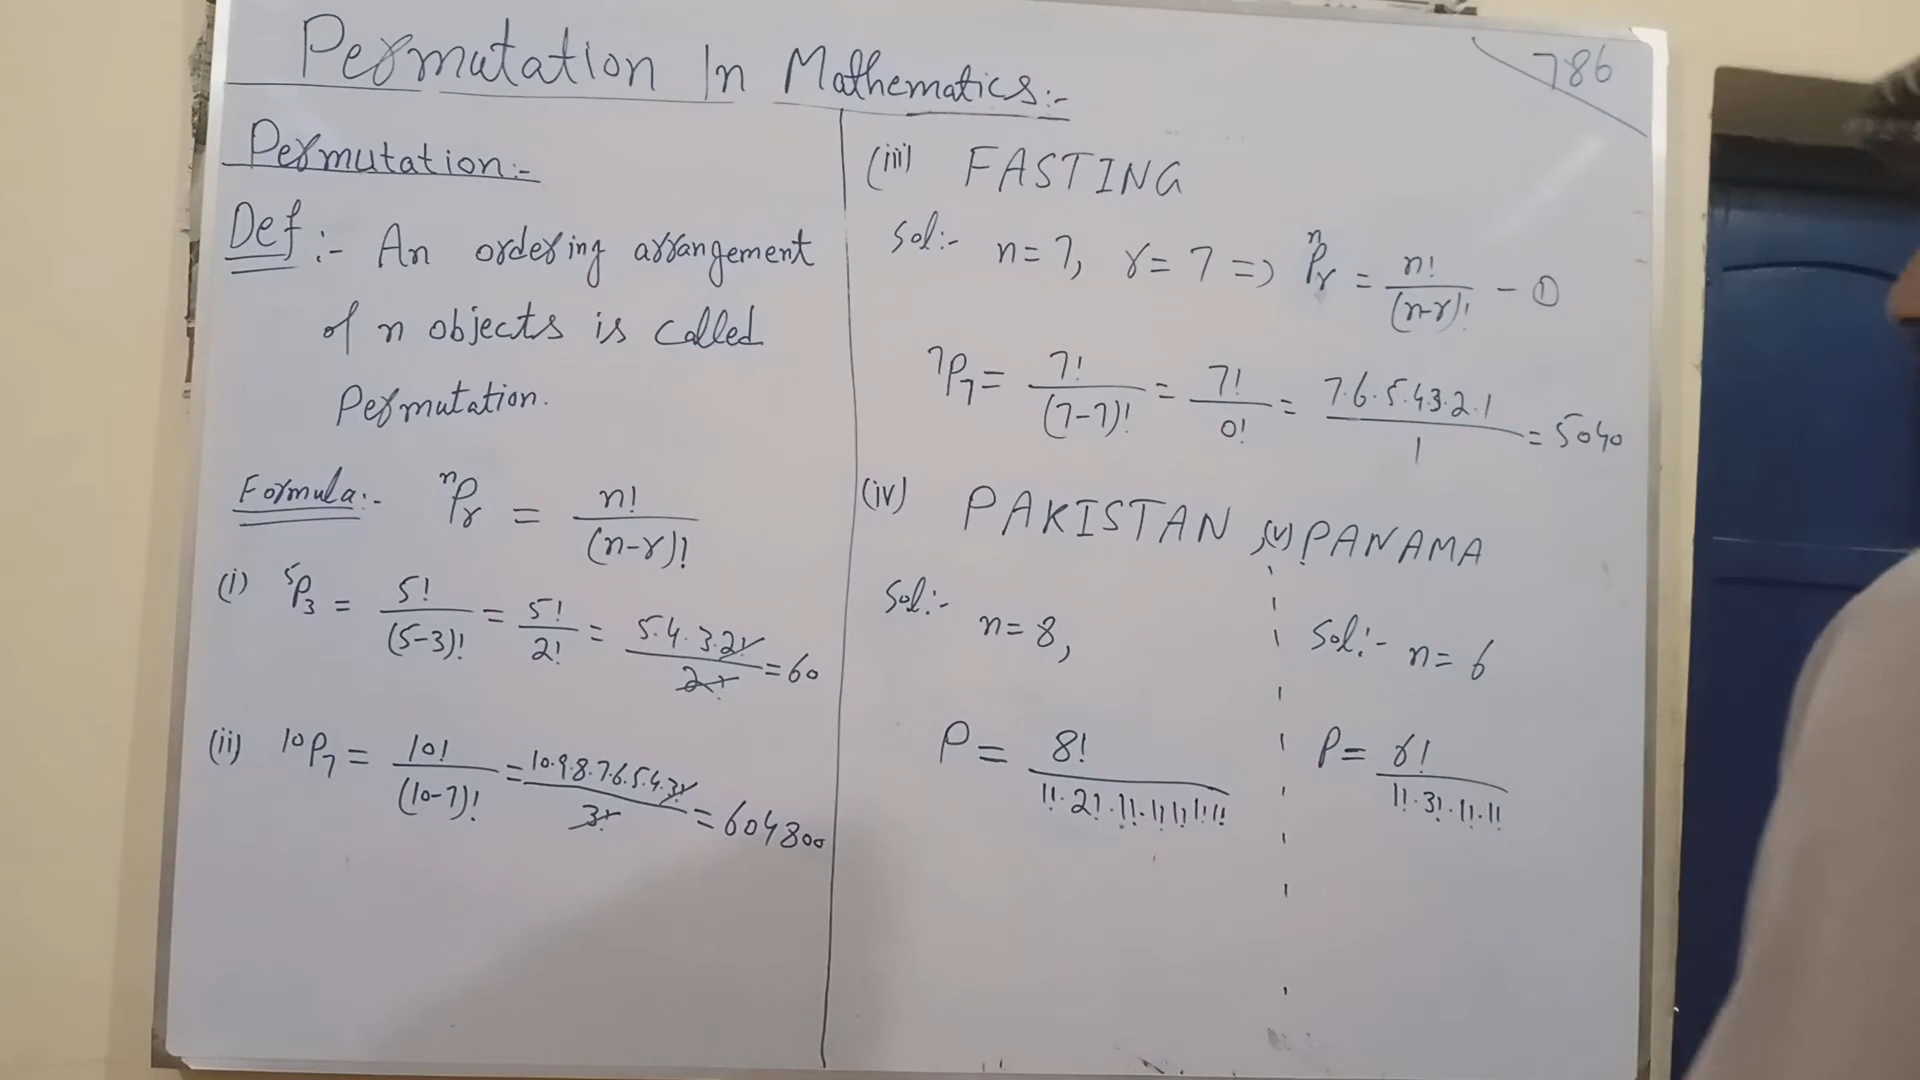 Permutation In Mathematics:-
786
Permutation:-
Def:- An ordering arrangement
of n objects is called
Permutation.
Formula:- ⁿPᵣ = n!/(n-r)!
(i) ⁵P₃ = 5!/(5-3)! = 5!/2! = 5.4.3.2!/2! = 60
(ii) ¹⁰P₇ = 10!/(10-7)! = 10.9.8.7.6.5.4.3!/3! = 604800
(iii) FASTING
Sol:- n=7, r=7 => ⁿPᵣ = n!/(n-r)! - ①
⁷P₇ = 7!/(7-7)! = 7!/0! = 7.6.5.4.3.2.1/1 = 5040
(iv) PAKISTAN ,(v) PANAMA
Sol:- n=8,
P = 8!/1!.2!.1!.1!1!1!1!
Sol:- n=6
P = 6!/1!.3!.1!.1!